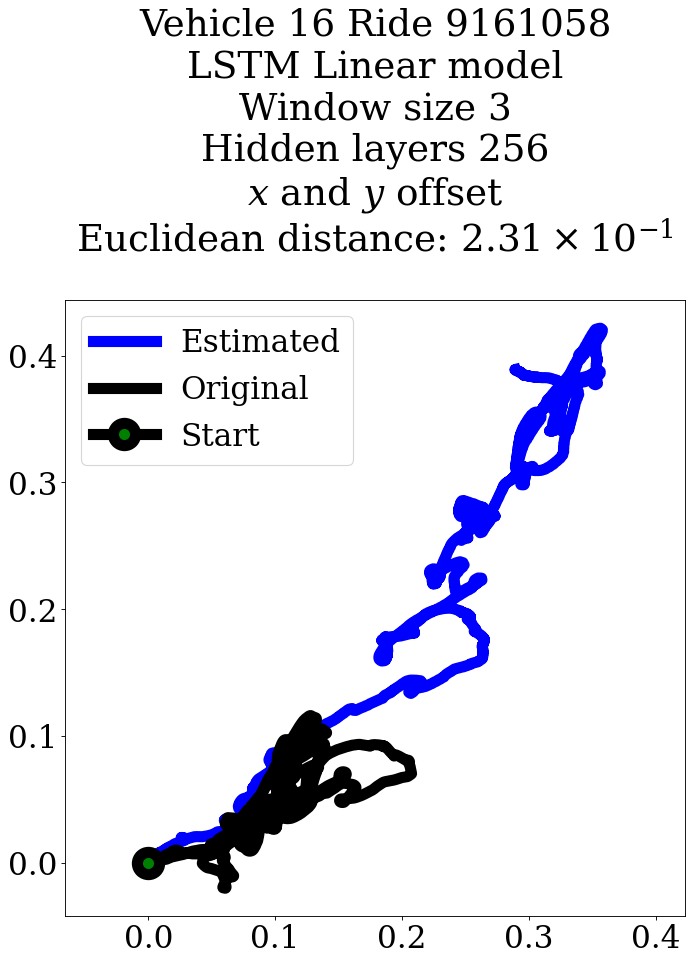 Vehicle 16 Ride 9161058
LSTM Linear model
Window size 3
Hidden layers 256
x and y offset
Euclidean distance: 2.31 × 10⁻¹
Estimated
Original
Start
0.4
0.3
0.2
0.1
0.0
0.0 0.1 0.2 0.3 0.4